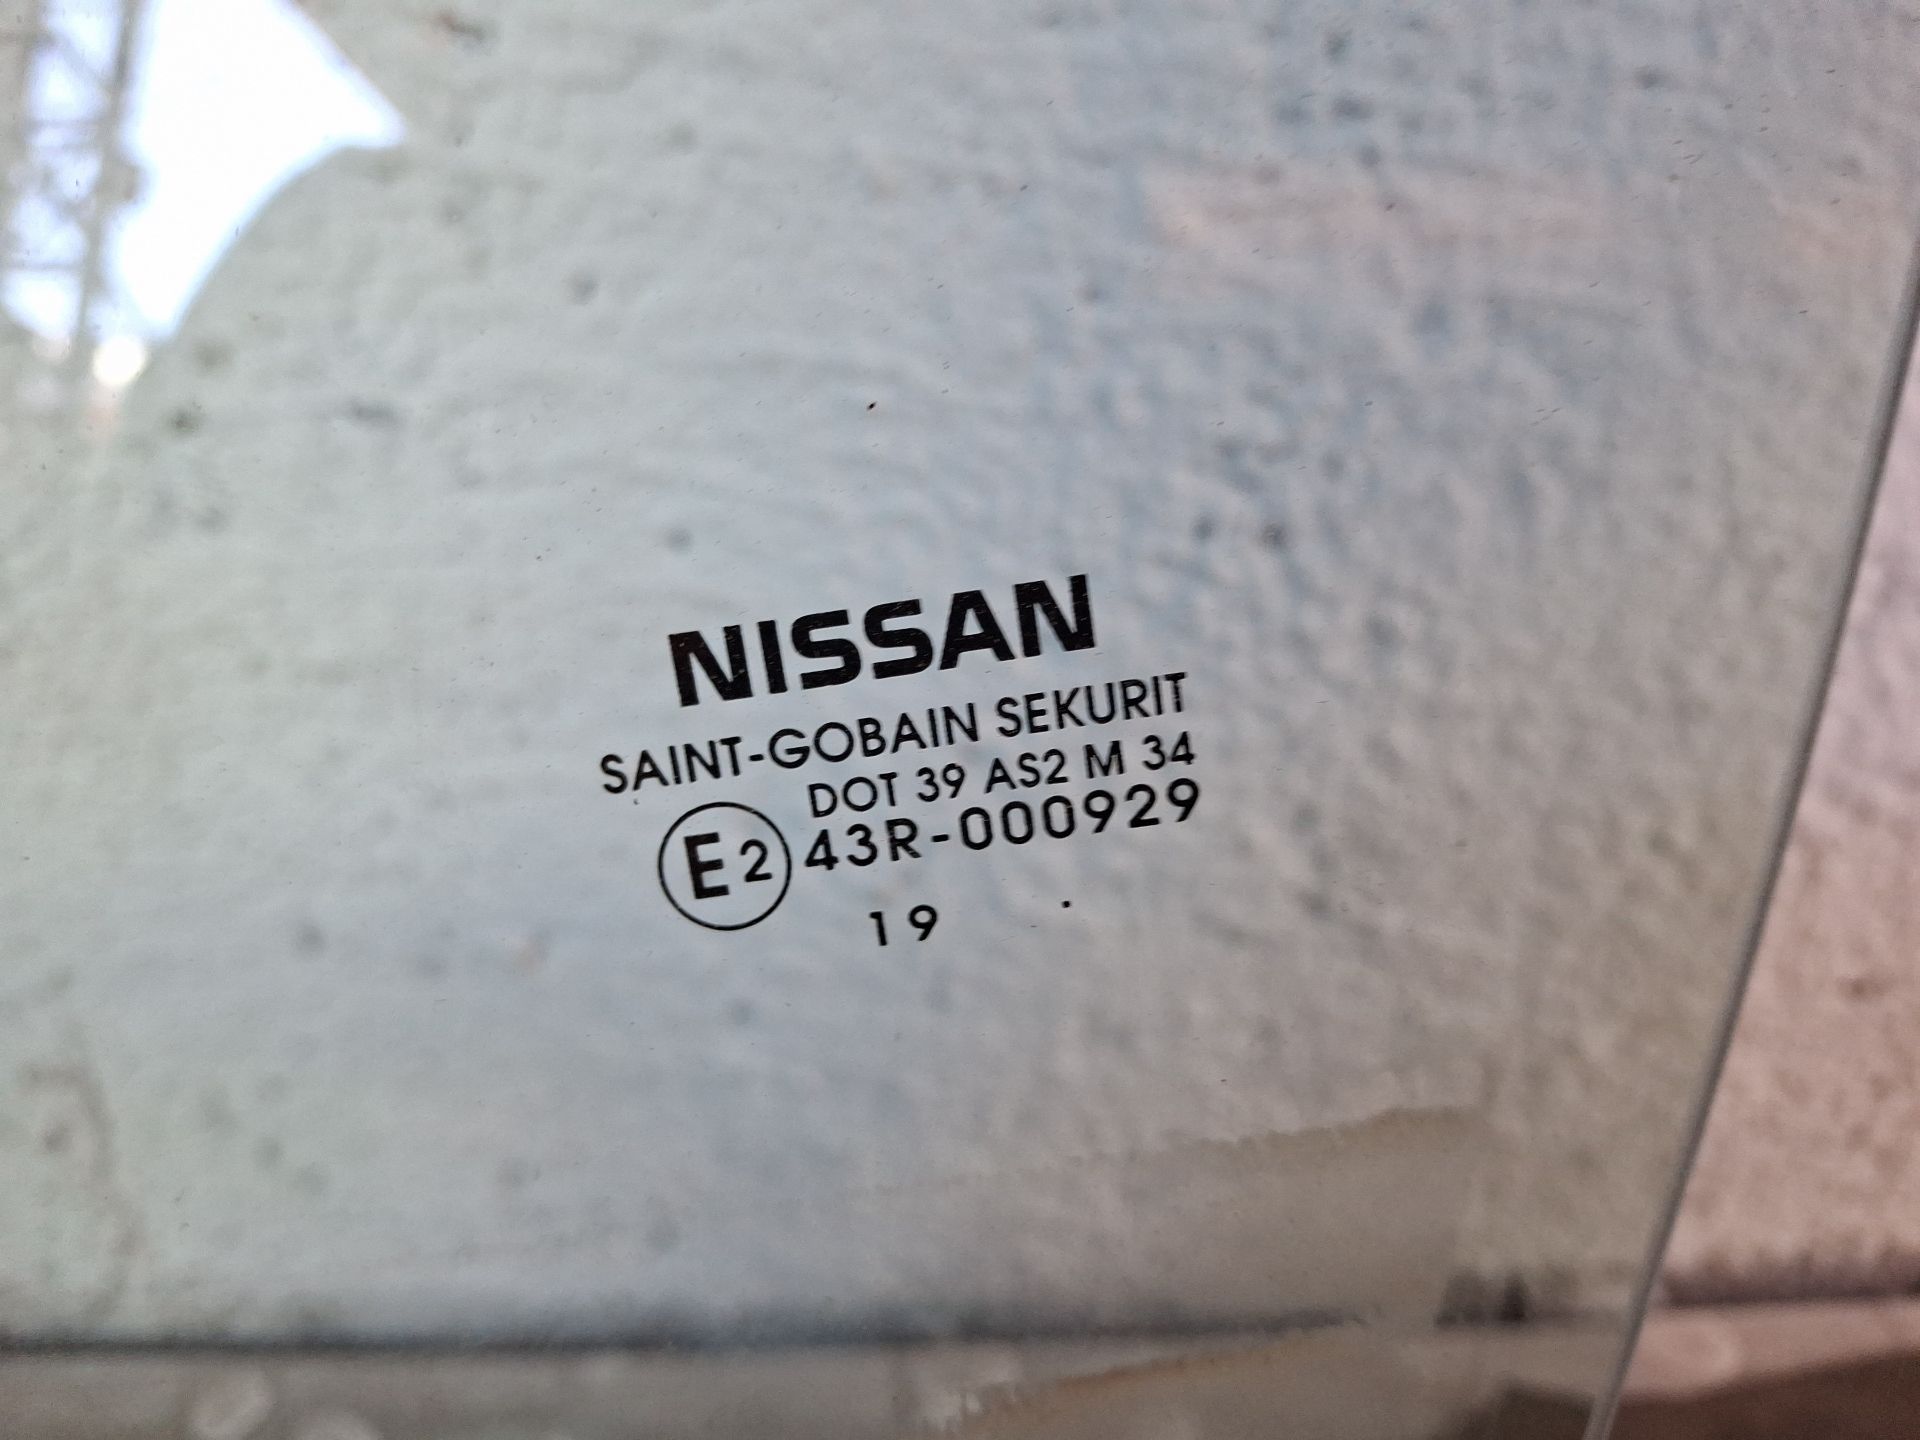 NISSAN
SAINT-GOBAIN SEKURIT
DOT 39 AS2 M 34
E2 43R-000929
19 .